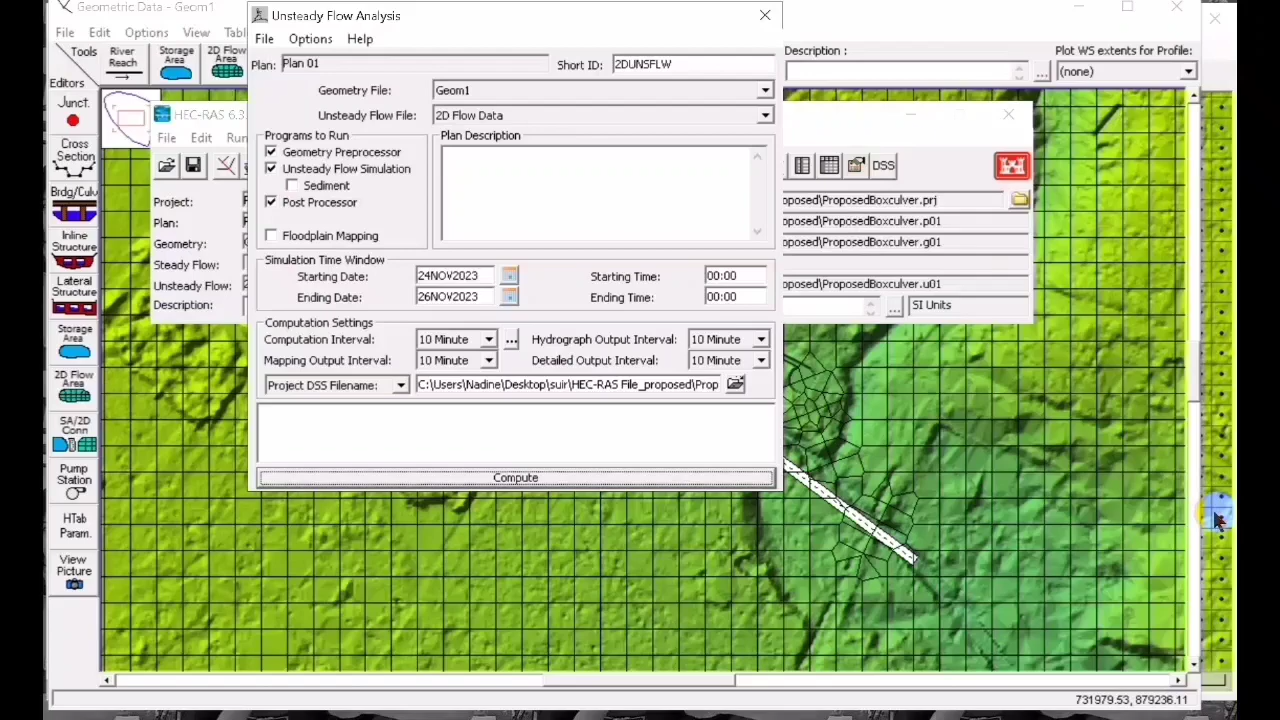 Geometric Data - Geom1
File Edit Options View Tabl
Tools
River Reach
Storage Area
2D Flow Area
Description :
Plot WS extents for Profile:
(none)
Editors
Junct.
Cross Section
Brdg/Culv
Inline Structure
Lateral Structure
Storage Area
2D Flow Area
SA/2D Conn
Pump Station
HTab Param.
View Picture
HEC-RAS 6.3
File Edit Run
DSS
Project:
Plan:
Geometry:
Steady Flow:
Unsteady Flow:
Description:
oposed\ProposedBoxculver.prj
oposed\ProposedBoxculver.p01
oposed\ProposedBoxculver.g01
oposed\ProposedBoxculver.u01
... SI Units
Unsteady Flow Analysis
File Options Help
Plan: Plan 01 Short ID: 2DUNSFLW
Geometry File: Geom1
Unsteady Flow File: 2D Flow Data
Programs to Run
Geometry Preprocessor
Unsteady Flow Simulation
Sediment
Post Processor
Floodplain Mapping
Plan Description
Simulation Time Window
Starting Date: 24NOV2023 Starting Time: 00:00
Ending Date: 26NOV2023 Ending Time: 00:00
Computation Settings
Computation Interval: 10 Minute ... Hydrograph Output Interval: 10 Minute
Mapping Output Interval: 10 Minute Detailed Output Interval: 10 Minute
Project DSS Filename: C:\Users\Nadine\Desktop\suir\HEC-RAS File_proposed\Prop
Compute
731979.53, 879236.11